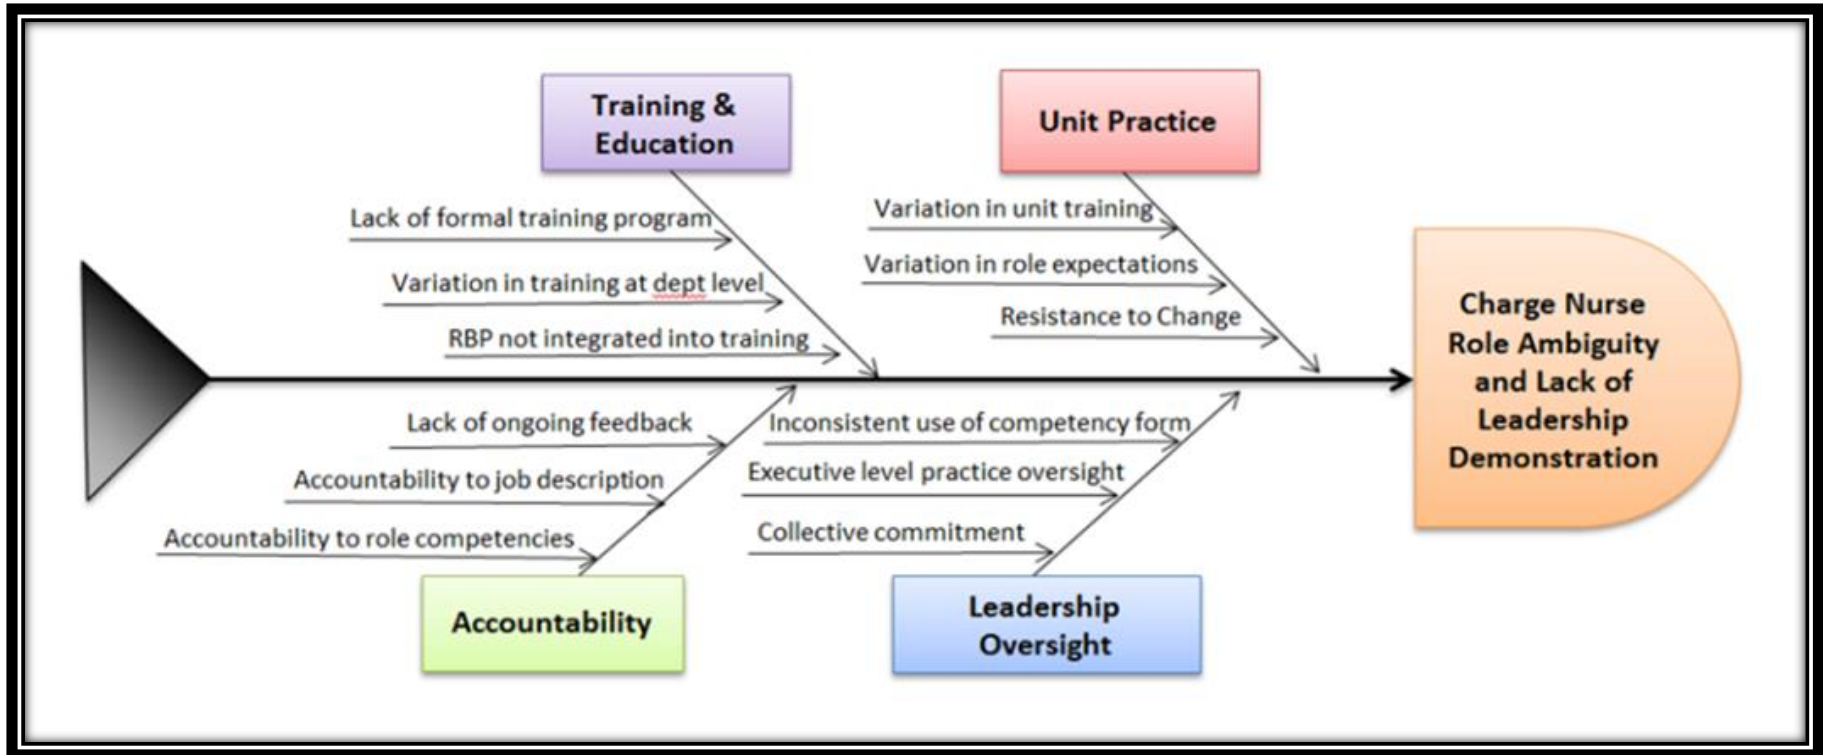 Training &
Education
Unit Practice
Lack of formal training program
Variation in training at dept level
RBP not integrated into training
Variation in unit training
Variation in role expectations
Resistance to Change
Charge Nurse
Role Ambiguity
and Lack of
Leadership
Demonstration
Lack of ongoing feedback
Accountability to job description
Accountability to role competencies
Inconsistent use of competency form
Executive level practice oversight
Collective commitment
Accountability
Leadership
Oversight